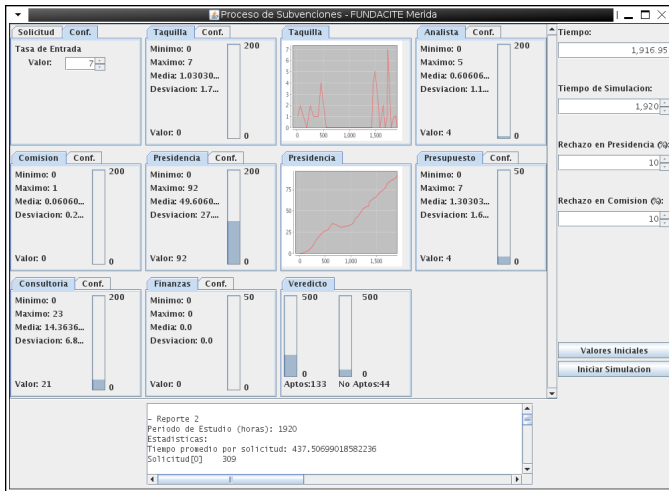 Proceso de Subvenciones - FUNDACITE Merida
Solicitud Conf.
Tasa de Entrada
Valor: 7
Taquilla Conf.
Minimo: 0
Maximo: 7
Media: 1.03030...
Desviacion: 1.7...
Valor: 0
200
0
Taquilla
7
6
5
4
3
2
1
0
0 500 1,000 1,500
Analista Conf.
Minimo: 0
Maximo: 5
Media: 0.60606...
Desviacion: 1.1...
Valor: 4
200
0
Tiempo:
1,916.95
Tiempo de Simulacion:
1,920
Rechazo en Presidencia (%):
10
Rechazo en Comision (%):
10
Comision Conf.
Minimo: 0
Maximo: 1
Media: 0.06060...
Desviacion: 0.2...
Valor: 0
200
0
Presidencia Conf.
Minimo: 0
Maximo: 92
Media: 49.6060...
Desviacion: 27....
Valor: 92
200
0
Presidencia
75
50
25
0
0 500 1,000 1,500
Presupuesto Conf.
Minimo: 0
Maximo: 7
Media: 1.30303...
Desviacion: 1.6...
Valor: 4
50
0
Consultoria Conf.
Minimo: 0
Maximo: 23
Media: 14.3636...
Desviacion: 6.8...
Valor: 21
200
0
Finanzas Conf.
Minimo: 0
Maximo: 0
Media: 0.0
Desviacion: 0.0
Valor: 0
50
0
Veredicto
500 500
0 0
Aptos:133 No Aptos:44
Valores Iniciales
Iniciar Simulacion
- Reporte 2
Periodo de Estudio (horas): 1920
Estadisticas:
Tiempo promedio por solicitud: 437.50699018582236
Solicitud[0] 309